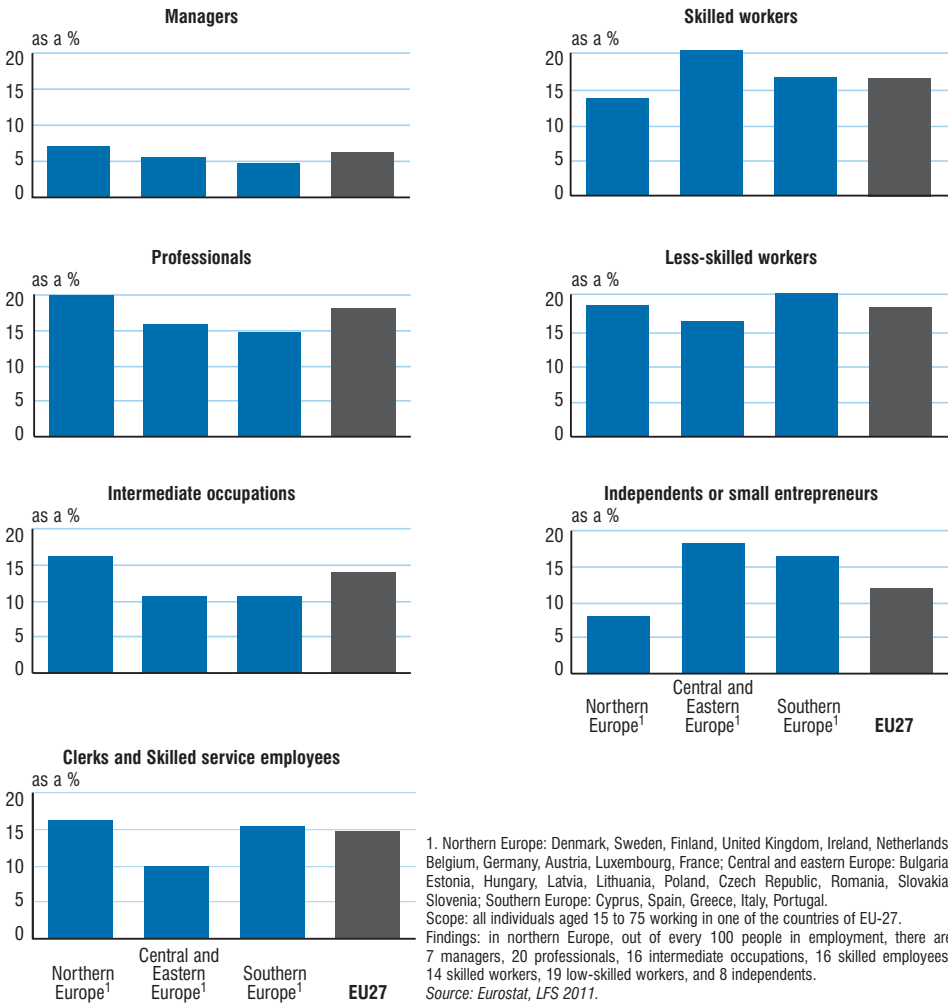 Managers
as a %
20
15
10
5
0
Skilled workers
as a %
20
15
10
5
0
Professionals
as a %
20
15
10
5
0
Less-skilled workers
as a %
20
15
10
5
0
Intermediate occupations
as a %
20
15
10
5
0
Independents or small entrepreneurs
as a %
20
15
10
5
0
Northern
Europe¹
Central and
Eastern
Europe¹
Southern
Europe¹
EU27
Clerks and Skilled service employees
as a %
20
15
10
5
0
Northern
Europe¹
Central and
Eastern
Europe¹
Southern
Europe¹
EU27
1. Northern Europe: Denmark, Sweden, Finland, United Kingdom, Ireland, Netherlands
Belgium, Germany, Austria, Luxembourg, France; Central and eastern Europe: Bulgaria
Estonia, Hungary, Latvia, Lithuania, Poland, Czech Republic, Romania, Slovakia
Slovenia; Southern Europe: Cyprus, Spain, Greece, Italy, Portugal.
Scope: all individuals aged 15 to 75 working in one of the countries of EU-27.
Findings: in northern Europe, out of every 100 people in employment, there are
7 managers, 20 professionals, 16 intermediate occupations, 16 skilled employees
14 skilled workers, 19 low-skilled workers, and 8 independents.
Source: Eurostat, LFS 2011.